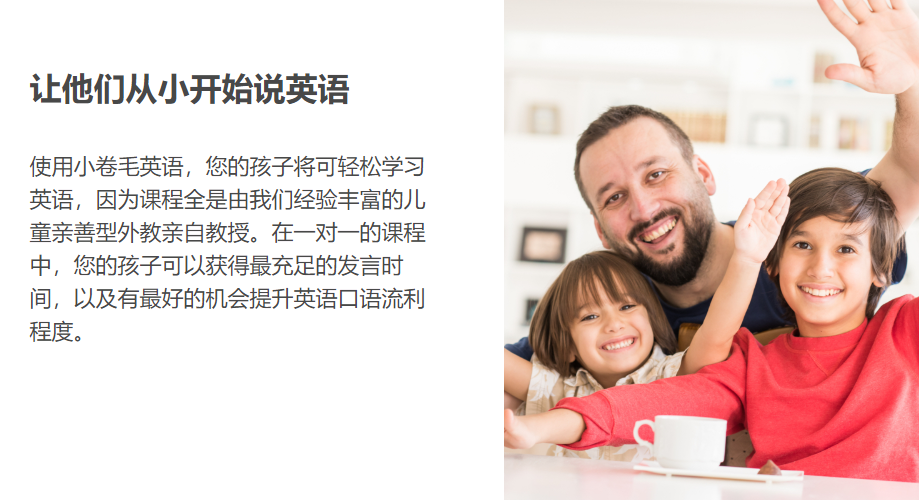 让他们从小开始说英语
使用小卷毛英语，您的孩子将可轻松学习
英语，因为课程全是由我们经验丰富的儿
童亲善型外教亲自教授。在一对一的课程
中，您的孩子可以获得最充足的发言时
间，以及有最好的机会提升英语口语流利
程度。